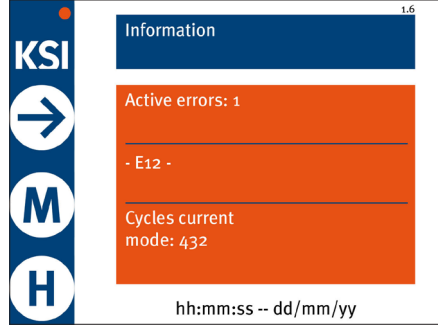 1.6
KSI
Information
Active errors: 1
- E12 -
Cycles current
mode: 432
M
H
hh:mm:ss -- dd/mm/yy